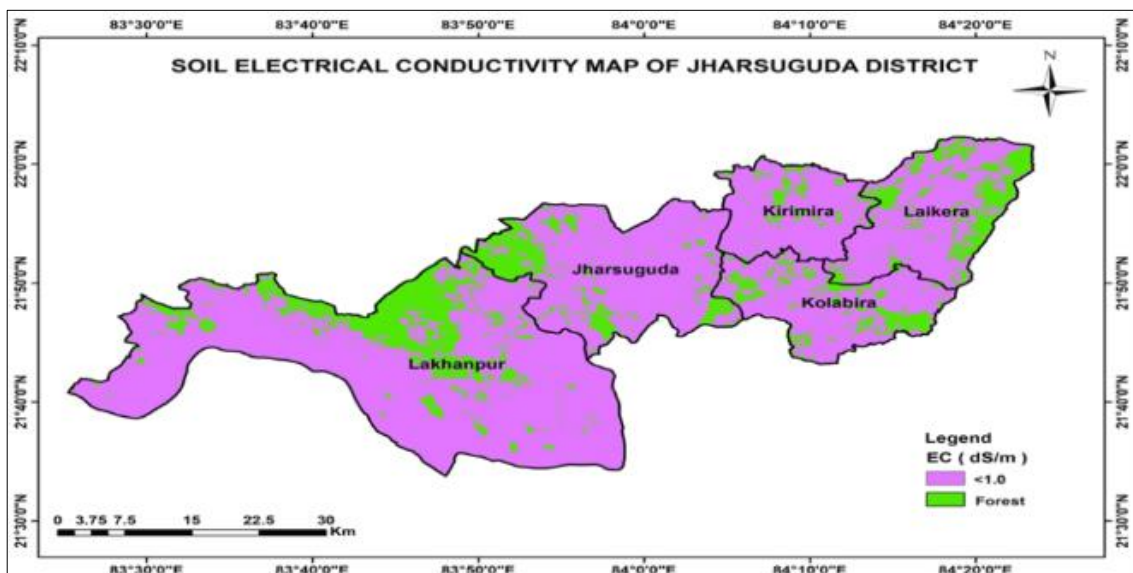 83°30'0"E 83°40'0"E 83°50'0"E 84°0'0"E 84°10'0"E 84°20'0"E
22°10'0"N
22°10'0"N
SOIL ELECTRICAL CONDUCTIVITY MAP OF JHARSUGUDA DISTRICT
N
22°0'0"N
22°0'0"N
Kirimira
Laikera
Jharsuguda
21°50'0"N
21°50'0"N
Kolabira
Lakhanpur
21°40'0"N
21°40'0"N
Legend
EC ( dS/m )
<1.0
Forest
0 3.75 7.5 15 22.5 30
Km
21°30'0"N
21°30'0"N
83°30'0"E 83°40'0"E 83°50'0"E 84°0'0"E 84°10'0"E 84°20'0"E